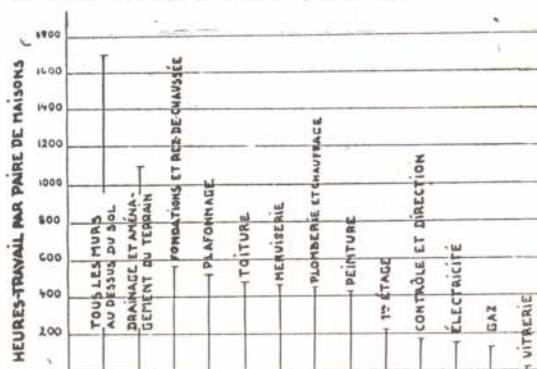 HEURES-TRAVAIL PAR PAIRE DE MAISONS
1800
1600
1400
1200
1000
800
600
400
200
TOUS LES MURS
AU DESSUS DU SOL
DRAINAGE ET AMÉNA-
GEMENT DU TERRAIN
FONDATIONS ET REZ-DE-CHAUSSÉE
PLAFONNAGE
TOITURE
MENUISERIE
PLOMBERIE ET CHAUFFAGE
PEINTURE
1er ÉTAGE
CONTRÔLE ET DIRECTION
ÉLECTRICITÉ
GAZ
VITRERIE